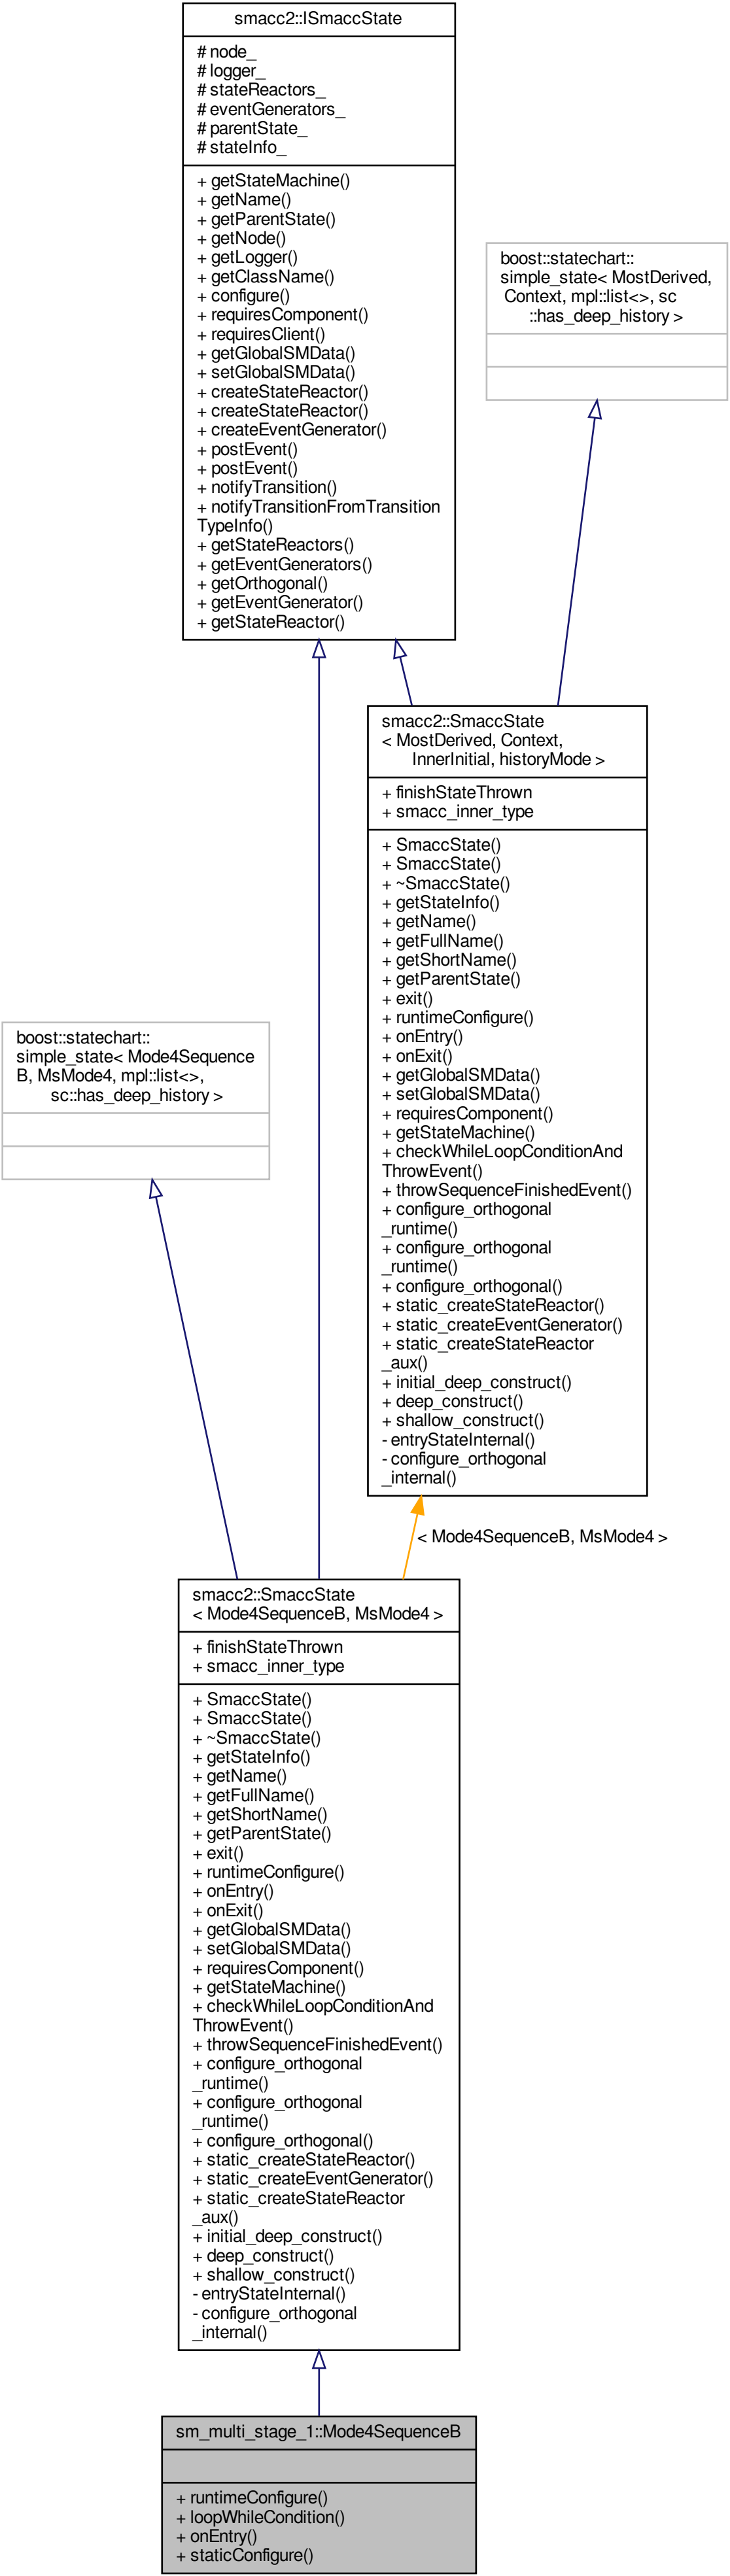 smacc2::ISmaccState
# node_
# logger_
# stateReactors_
# eventGenerators_
# parentState_
# stateInfo_
+ getStateMachine()
+ getName()
+ getParentState()
+ getNode()
+ getLogger()
+ getClassName()
+ configure()
+ requiresComponent()
+ requiresClient()
+ getGlobalSMData()
+ setGlobalSMData()
+ createStateReactor()
+ createStateReactor()
+ createEventGenerator()
+ postEvent()
+ postEvent()
+ notifyTransition()
+ notifyTransitionFromTransition
TypeInfo()
+ getStateReactors()
+ getEventGenerators()
+ getOrthogonal()
+ getEventGenerator()
+ getStateReactor()
boost::statechart::
simple_state< MostDerived,
Context, mpl::list<>, sc
::has_deep_history >
smacc2::SmaccState
< MostDerived, Context,
InnerInitial, historyMode >
+ finishStateThrown
+ smacc_inner_type
+ SmaccState()
+ SmaccState()
+ ~SmaccState()
+ getStateInfo()
+ getName()
+ getFullName()
+ getShortName()
+ getParentState()
+ exit()
+ runtimeConfigure()
+ onEntry()
+ onExit()
+ getGlobalSMData()
+ setGlobalSMData()
+ requiresComponent()
+ getStateMachine()
+ checkWhileLoopConditionAnd
ThrowEvent()
+ throwSequenceFinishedEvent()
+ configure_orthogonal
_runtime()
+ configure_orthogonal
_runtime()
+ configure_orthogonal()
+ static_createStateReactor()
+ static_createEventGenerator()
+ static_createStateReactor
_aux()
+ initial_deep_construct()
+ deep_construct()
+ shallow_construct()
- entryStateInternal()
- configure_orthogonal
_internal()
boost::statechart::
simple_state< Mode4Sequence
B, MsMode4, mpl::list<>,
sc::has_deep_history >
< Mode4SequenceB, MsMode4 >
smacc2::SmaccState
< Mode4SequenceB, MsMode4 >
+ finishStateThrown
+ smacc_inner_type
+ SmaccState()
+ SmaccState()
+ ~SmaccState()
+ getStateInfo()
+ getName()
+ getFullName()
+ getShortName()
+ getParentState()
+ exit()
+ runtimeConfigure()
+ onEntry()
+ onExit()
+ getGlobalSMData()
+ setGlobalSMData()
+ requiresComponent()
+ getStateMachine()
+ checkWhileLoopConditionAnd
ThrowEvent()
+ throwSequenceFinishedEvent()
+ configure_orthogonal
_runtime()
+ configure_orthogonal
_runtime()
+ configure_orthogonal()
+ static_createStateReactor()
+ static_createEventGenerator()
+ static_createStateReactor
_aux()
+ initial_deep_construct()
+ deep_construct()
+ shallow_construct()
- entryStateInternal()
- configure_orthogonal
_internal()
sm_multi_stage_1::Mode4SequenceB
+ runtimeConfigure()
+ loopWhileCondition()
+ onEntry()
+ staticConfigure()